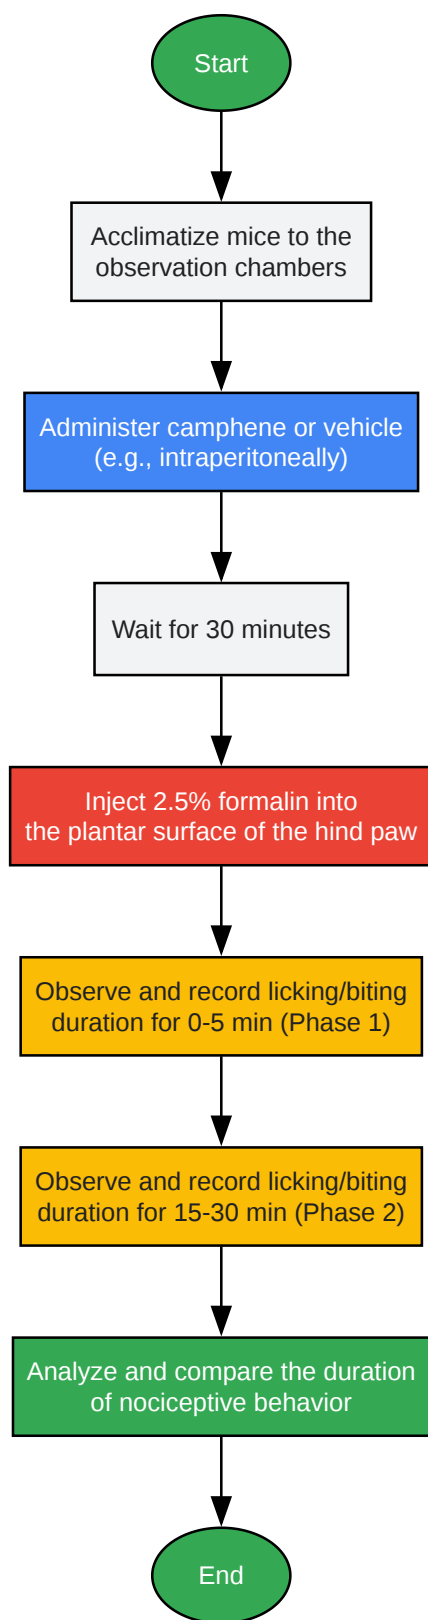 Start
Acclimatize mice to the
observation chambers
Administer camphene or vehicle
(e.g., intraperitoneally)
Wait for 30 minutes
Inject 2.5% formalin into
the plantar surface of the hind paw
Observe and record licking/biting
duration for 0-5 min (Phase 1)
Observe and record licking/biting
duration for 15-30 min (Phase 2)
Analyze and compare the duration
of nociceptive behavior
End